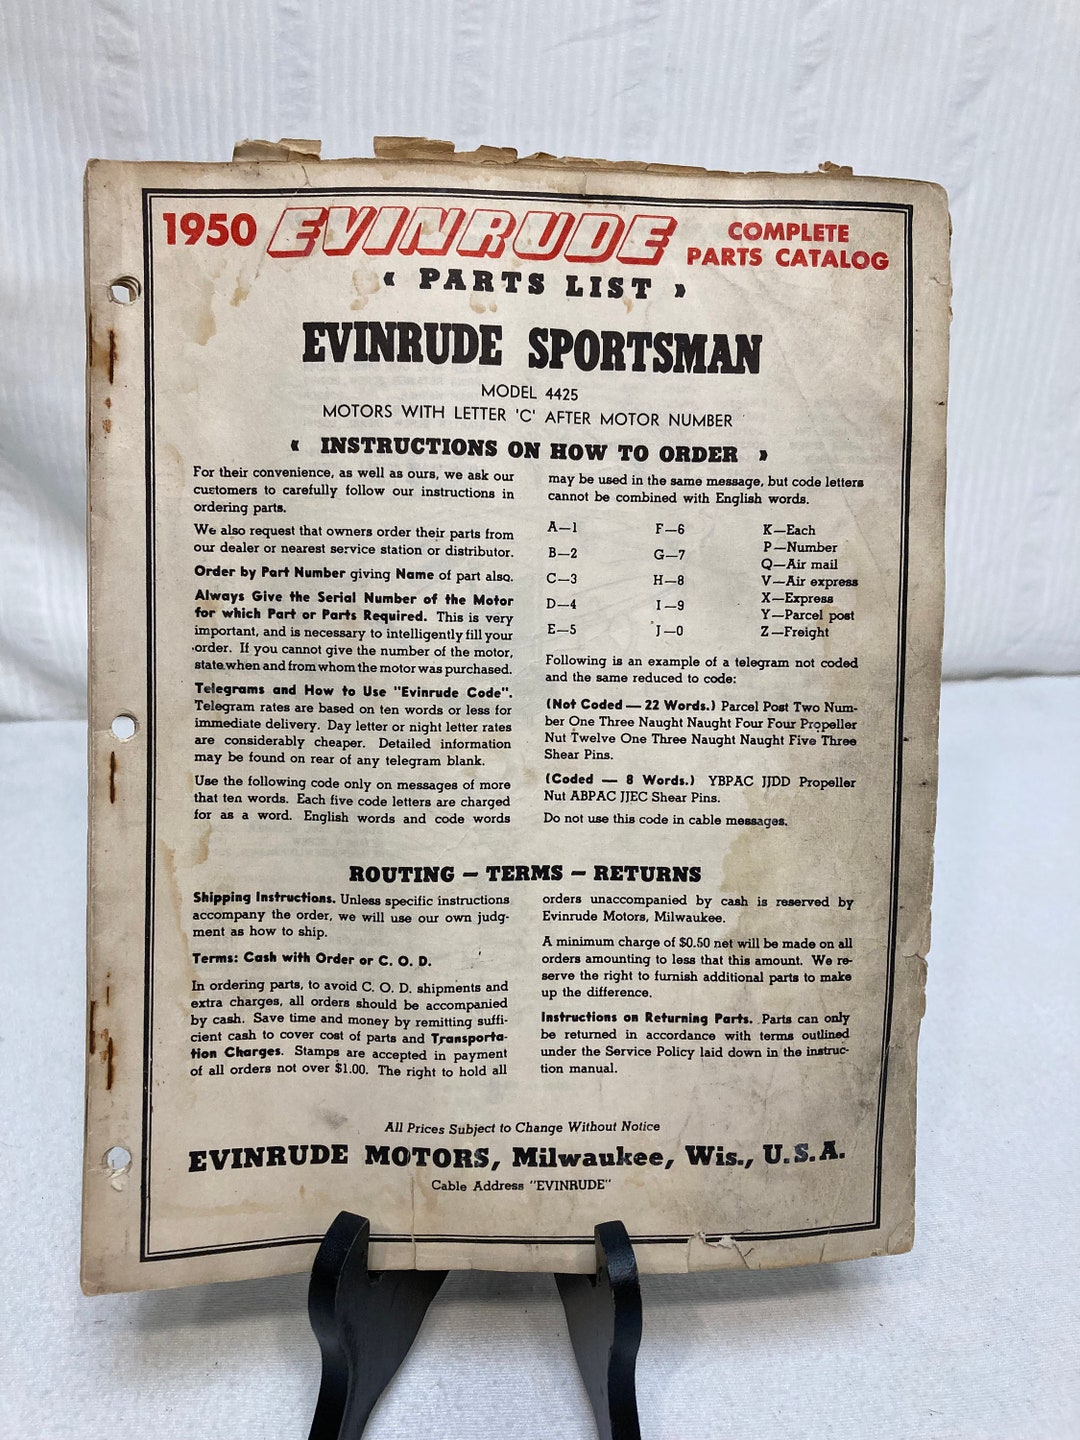 1950 EVINRUDE COMPLETE
PARTS CATALOG
« PARTS LIST »
EVINRUDE SPORTSMAN
MODEL 4425
MOTORS WITH LETTER 'C' AFTER MOTOR NUMBER
« INSTRUCTIONS ON HOW TO ORDER »
For their convenience, as well as ours, we ask our
customers to carefully follow our instructions in
ordering parts.
We also request that owners order their parts from
our dealer or nearest service station or distributor.
Order by Part Number giving Name of part also.
Always Give the Serial Number of the Motor
for which Part or Parts Required. This is very
important, and is necessary to intelligently fill your
order. If you cannot give the number of the motor,
state when and from whom the motor was purchased.
Telegrams and How to Use "Evinrude Code".
Telegram rates are based on ten words or less for
immediate delivery. Day letter or night letter rates
are considerably cheaper. Detailed information
may be found on rear of any telegram blank.
Use the following code only on messages of more
that ten words. Each five code letters are charged
for as a word. English words and code words
may be used in the same message, but code letters
cannot be combined with English words.
A—1
B—2
C—3
D—4
E—5
F—6
G—7
H—8
I—9
J—0
K—Each
P—Number
Q—Air mail
V—Air express
X—Express
Y—Parcel post
Z—Freight
Following is an example of a telegram not coded
and the same reduced to code:
(Not Coded — 22 Words.) Parcel Post Two Num-
ber One Three Naught Naught Four Four Propeller
Nut Twelve One Three Naught Naught Five Three
Shear Pins.
(Coded — 8 Words.) YBPAC JJDD Propeller
Nut ABPAC JJEC Shear Pins.
Do not use this code in cable messages.
ROUTING — TERMS — RETURNS
Shipping Instructions. Unless specific instructions
accompany the order, we will use our own judg-
ment as how to ship.
Terms: Cash with Order or C. O. D.
In ordering parts, to avoid C. O. D. shipments and
extra charges, all orders should be accompanied
by cash. Save time and money by remitting suffi-
cient cash to cover cost of parts and Transporta-
tion Charges. Stamps are accepted in payment
of all orders not over $1.00. The right to hold all
orders unaccompanied by cash is reserved by
Evinrude Motors, Milwaukee.
A minimum charge of $0.50 net will be made on all
orders amounting to less that this amount. We re-
serve the right to furnish additional parts to make
up the difference.
Instructions on Returning Parts. Parts can only
be returned in accordance with terms outlined
under the Service Policy laid down in the instruc-
tion manual.
All Prices Subject to Change Without Notice
EVINRUDE MOTORS, Milwaukee, Wis., U.S.A.
Cable Address "EVINRUDE"